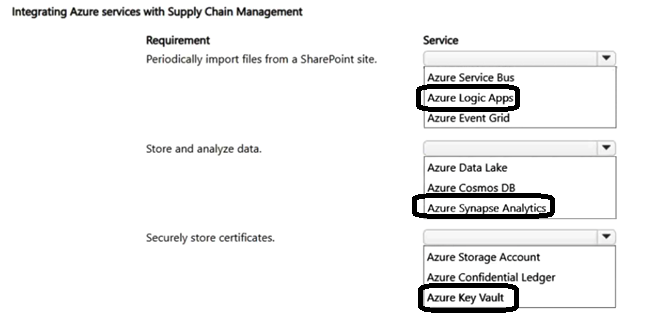 Integrating Azure services with Supply Chain Management
Requirement Service
Periodically import files from a SharePoint site.
Azure Service Bus
Azure Logic Apps
Azure Event Grid
Store and analyze data.
Azure Data Lake
Azure Cosmos DB
Azure Synapse Analytics
Securely store certificates.
Azure Storage Account
Azure Confidential Ledger
Azure Key Vault